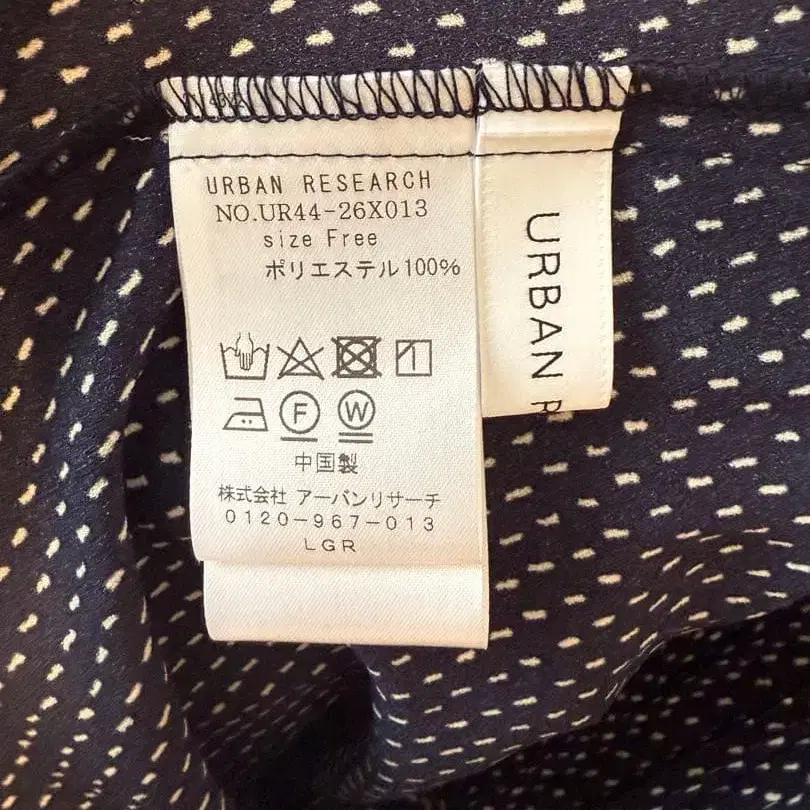 URBAN RESEARCH
NO.UR44-26X013
size Free
ポリエステル100%
F
W
中国製
株式会社 アーバンリサーチ
0120-967-013
LGR
URBAN